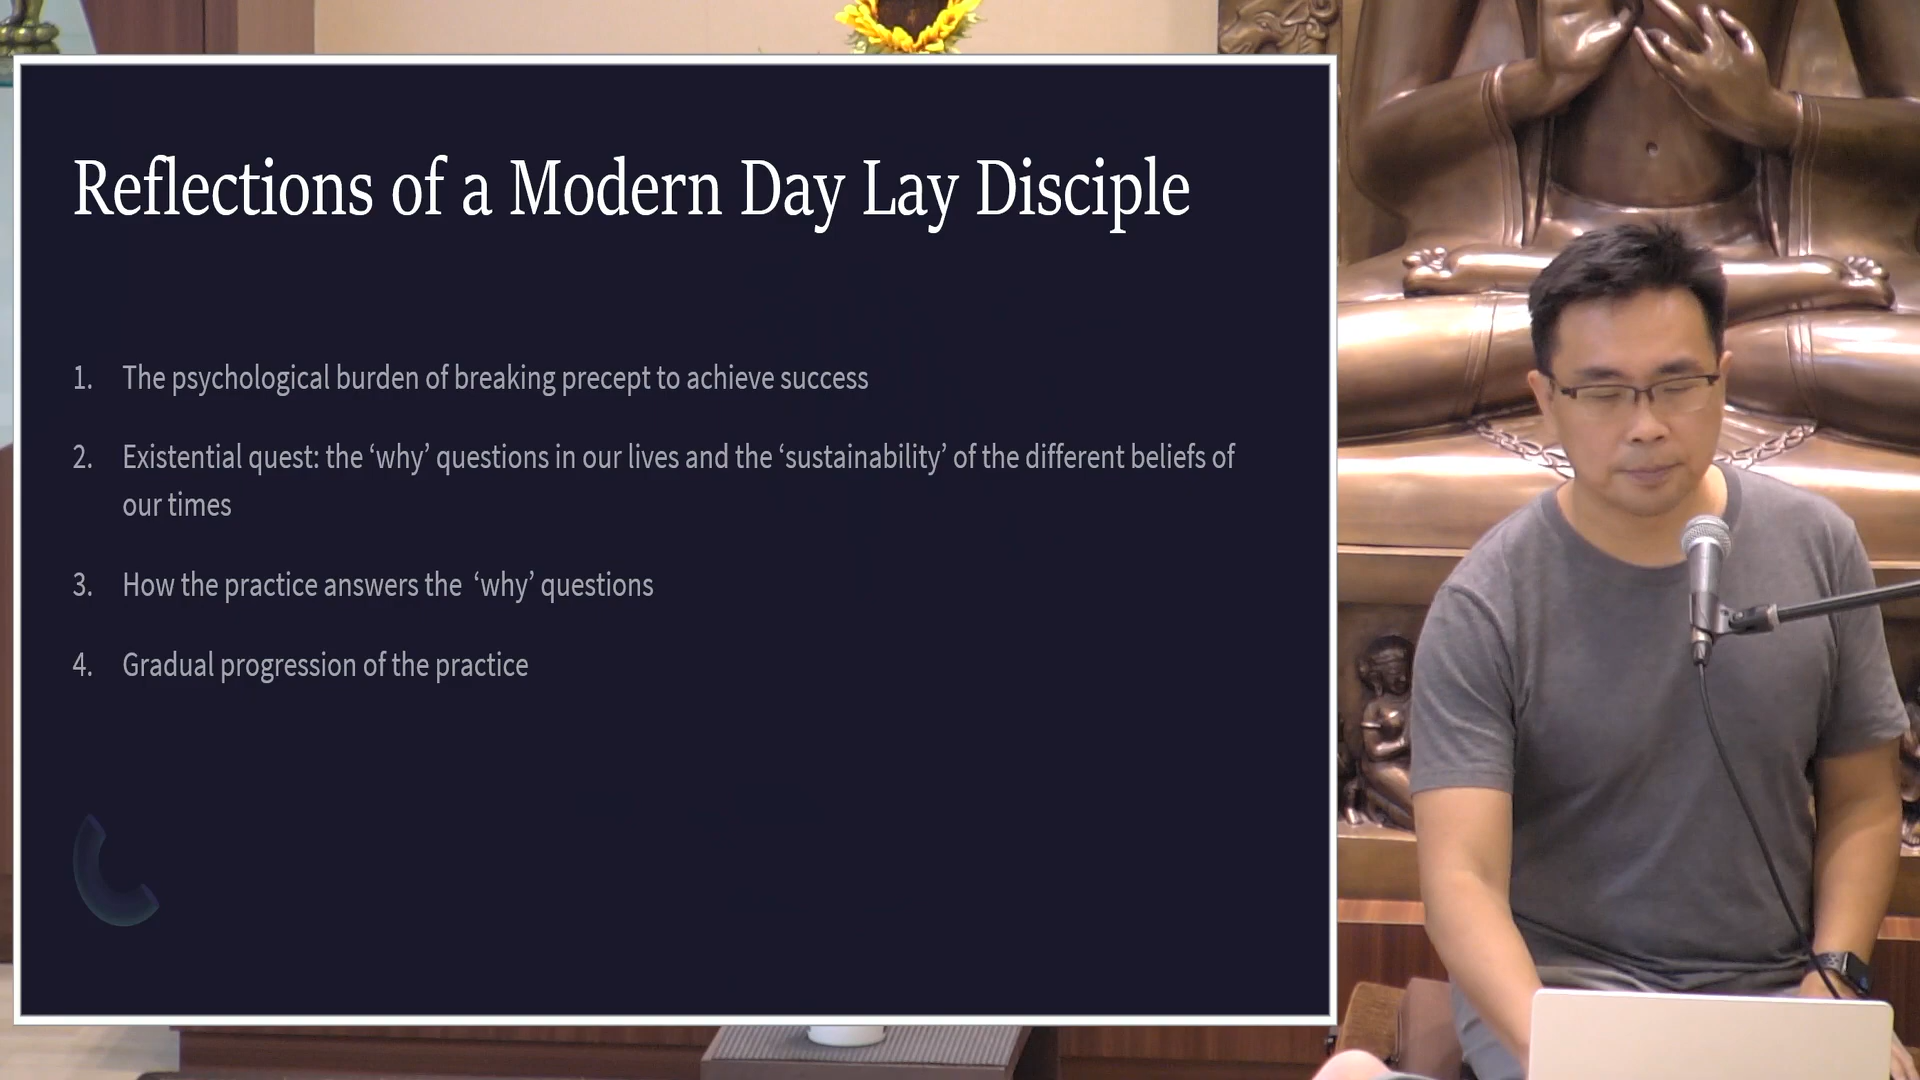 Reflections of a Modern Day Lay Disciple
1. The psychological burden of breaking precept to achieve success
2. Existential quest: the ‘why’ questions in our lives and the ‘sustainability’ of the different beliefs of
our times
3. How the practice answers the ‘why’ questions
4. Gradual progression of the practice